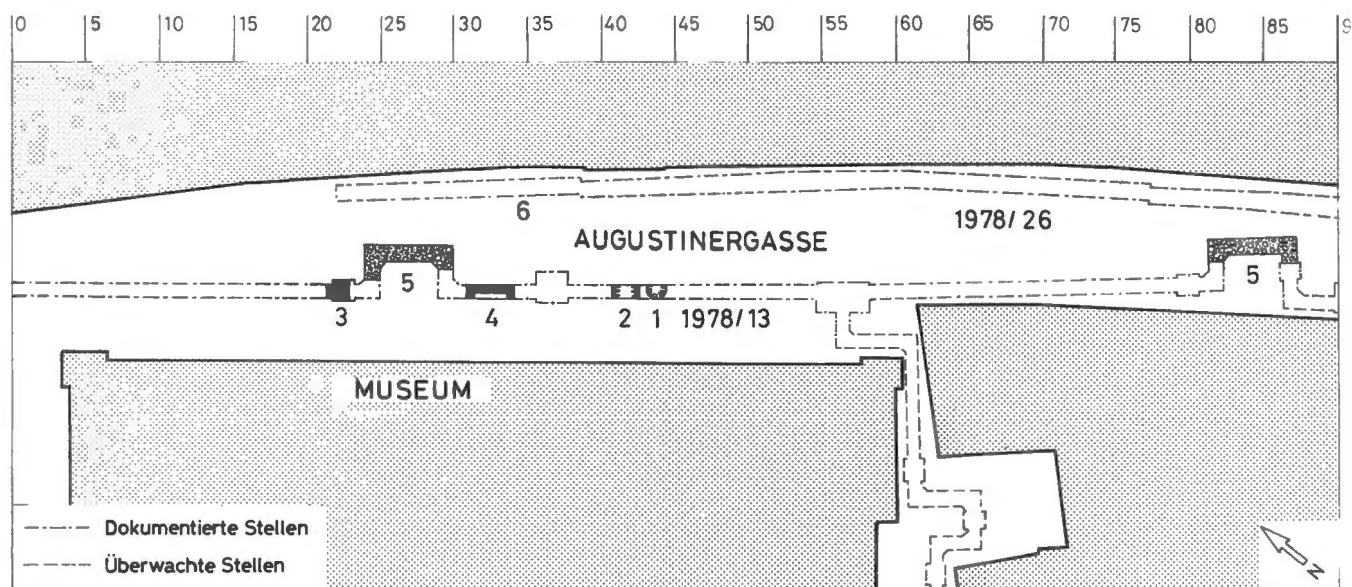 0 5 10 15 20 25 30 35 40 45 50 55 60 65 70 75 80 85 9
6 1978/26
AUGUSTINERGASSE
5 5
3 4 2 1 1978/13
MUSEUM
Dokumentierte Stellen
Überwachte Stellen
N